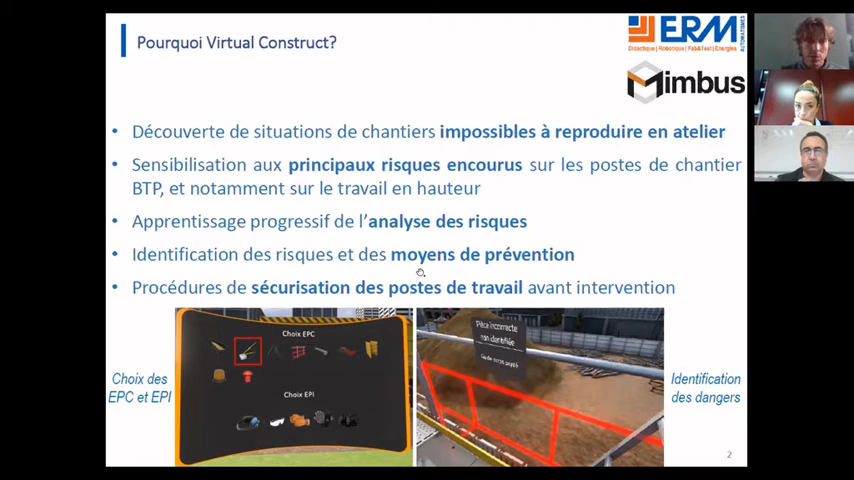 Pourquoi Virtual Construct?
ERM
AUTOMATISMES
Didactique | Robotique | Fab&Test | Energies
Mimbus
• Découverte de situations de chantiers impossibles à reproduire en atelier
• Sensibilisation aux principaux risques encourus sur les postes de chantier
BTP, et notamment sur le travail en hauteur
• Apprentissage progressif de l'analyse des risques
• Identification des risques et des moyens de prévention
• Procédures de sécurisation des postes de travail avant intervention
Choix EPC
Choix EPI
Choix des
EPC et EPI
Pièce incorrecte
non identifiée
Identification
des dangers
2